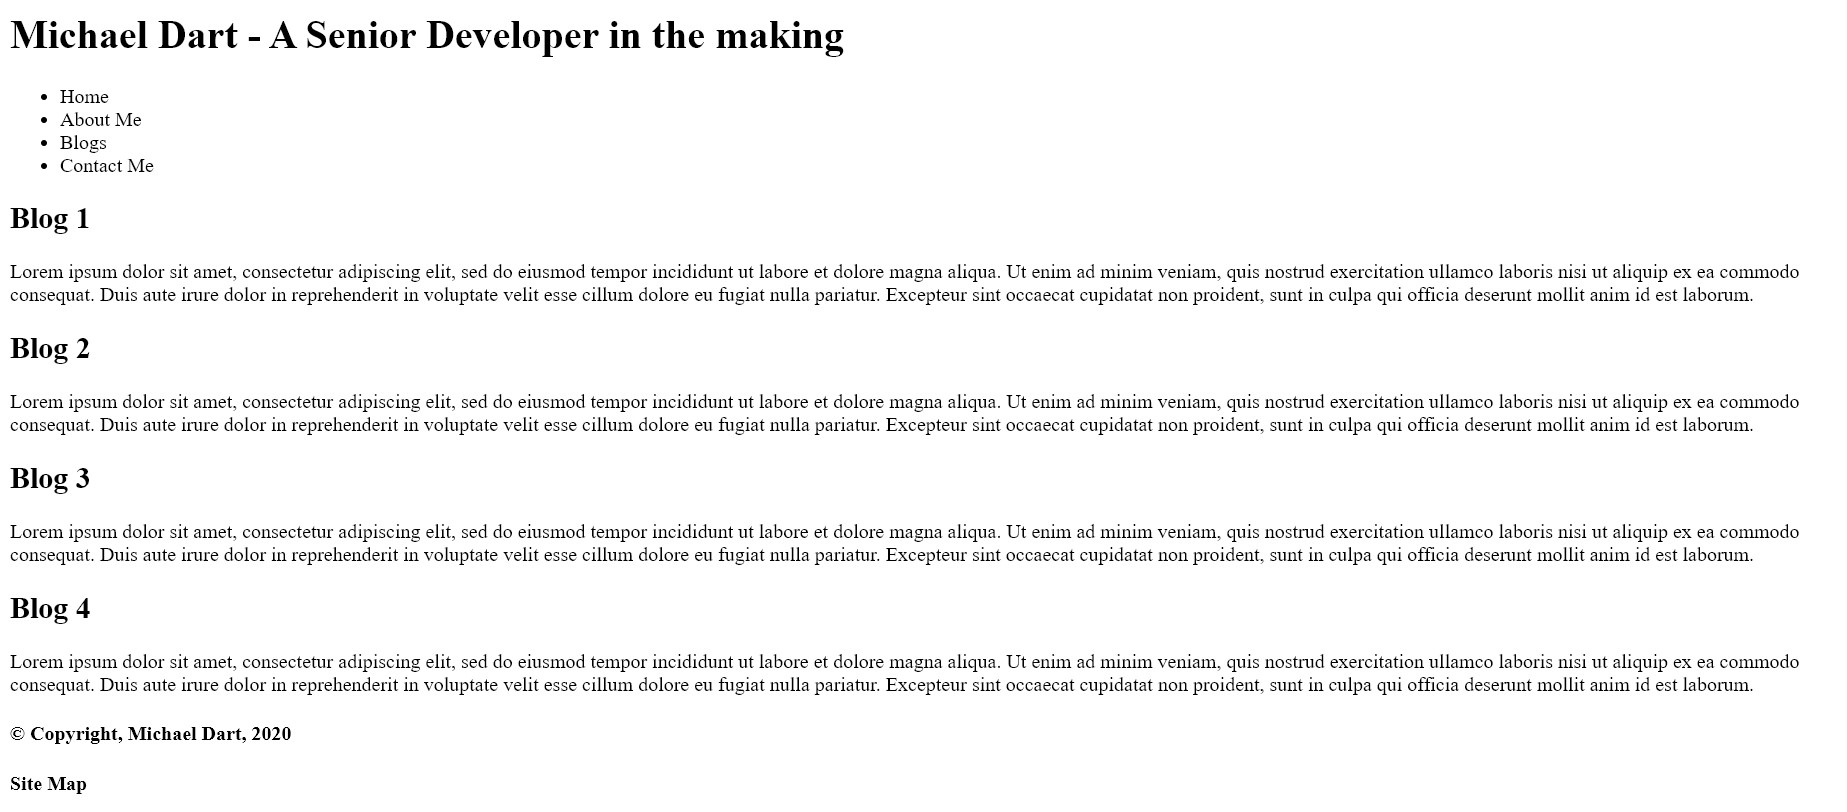 Michael Dart - A Senior Developer in the making
Home
About Me
Blogs
Contact Me
Blog 1
Lorem ipsum dolor sit amet, consectetur adipiscing elit, sed do eiusmod tempor incididunt ut labore et dolore magna aliqua. Ut enim ad minim veniam, quis nostrud exercitation ullamco laboris nisi ut aliquip ex ea commodo
consequat. Duis aute irure dolor in reprehenderit in voluptate velit esse cillum dolore eu fugiat nulla pariatur. Excepteur sint occaecat cupidatat non proident, sunt in culpa qui officia deserunt mollit anim id est laborum.
Blog 2
Lorem ipsum dolor sit amet, consectetur adipiscing elit, sed do eiusmod tempor incididunt ut labore et dolore magna aliqua. Ut enim ad minim veniam, quis nostrud exercitation ullamco laboris nisi ut aliquip ex ea commodo
consequat. Duis aute irure dolor in reprehenderit in voluptate velit esse cillum dolore eu fugiat nulla pariatur. Excepteur sint occaecat cupidatat non proident, sunt in culpa qui officia deserunt mollit anim id est laborum.
Blog 3
Lorem ipsum dolor sit amet, consectetur adipiscing elit, sed do eiusmod tempor incididunt ut labore et dolore magna aliqua. Ut enim ad minim veniam, quis nostrud exercitation ullamco laboris nisi ut aliquip ex ea commodo
consequat. Duis aute irure dolor in reprehenderit in voluptate velit esse cillum dolore eu fugiat nulla pariatur. Excepteur sint occaecat cupidatat non proident, sunt in culpa qui officia deserunt mollit anim id est laborum.
Blog 4
Lorem ipsum dolor sit amet, consectetur adipiscing elit, sed do eiusmod tempor incididunt ut labore et dolore magna aliqua. Ut enim ad minim veniam, quis nostrud exercitation ullamco laboris nisi ut aliquip ex ea commodo
consequat. Duis aute irure dolor in reprehenderit in voluptate velit esse cillum dolore eu fugiat nulla pariatur. Excepteur sint occaecat cupidatat non proident, sunt in culpa qui officia deserunt mollit anim id est laborum.
© Copyright, Michael Dart, 2020
Site Map